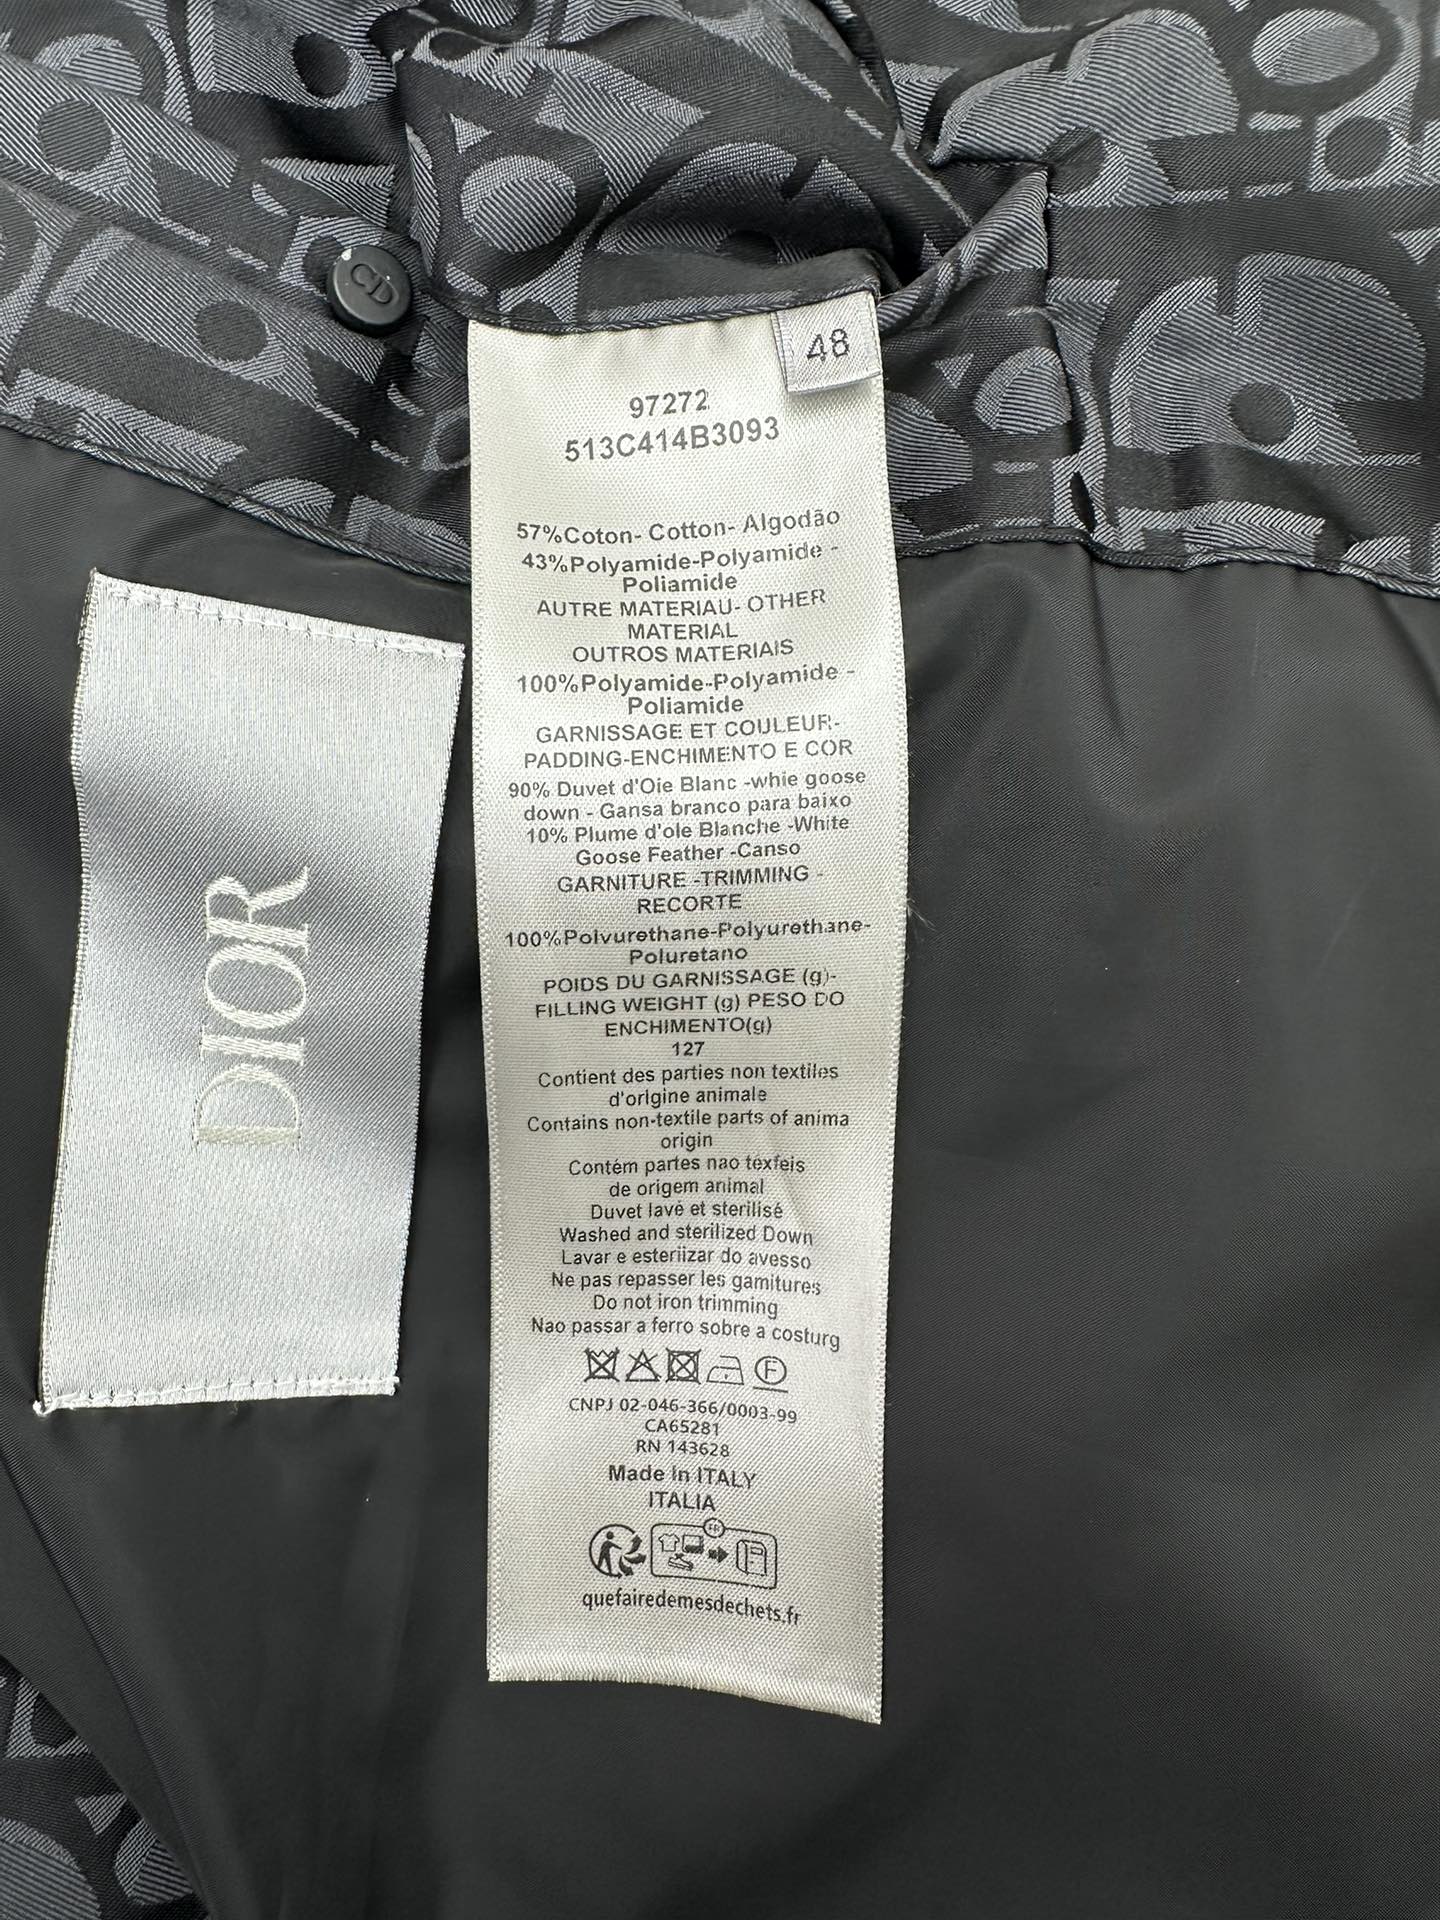 48
97272
513C414B3093
57%Coton- Cotton- Algodão
43%Polyamide-Polyamide -
Poliamide
AUTRE MATERIAU- OTHER
MATERIAL
OUTROS MATERIAIS
100%Polyamide-Polyamide -
Poliamide
GARNISSAGE ET COULEUR-
PADDING-ENCHIMENTO E COR
90% Duvet d'Oie Blanc -whie goose
down - Gansa branco para baixo
10% Plume d'ole Blanche -White
Goose Feather -Canso
GARNITURE -TRIMMING -
RECORTE
100%Polvurethane-Polyurethane-
Poluretano
POIDS DU GARNISSAGE (g)-
FILLING WEIGHT (g) PESO DO
ENCHIMENTO(g)
127
Contient des parties non textiles
d'origine animale
Contains non-textile parts of anima
origin
Contém partes nao téxfeis
de origem animal
Duvet lavé et sterilisé
Washed and sterilized Down
Lavar e esteriizar do avesso
Ne pas repasser les gamitures
Do not iron trimming
Nao passar a ferro sobre a costurg
F
CNPJ 02-046-366/0003-99
CA65281
RN 143628
Made In ITALY
ITALIA
FR
quefairedemesdechets.fr
DIOR
CD